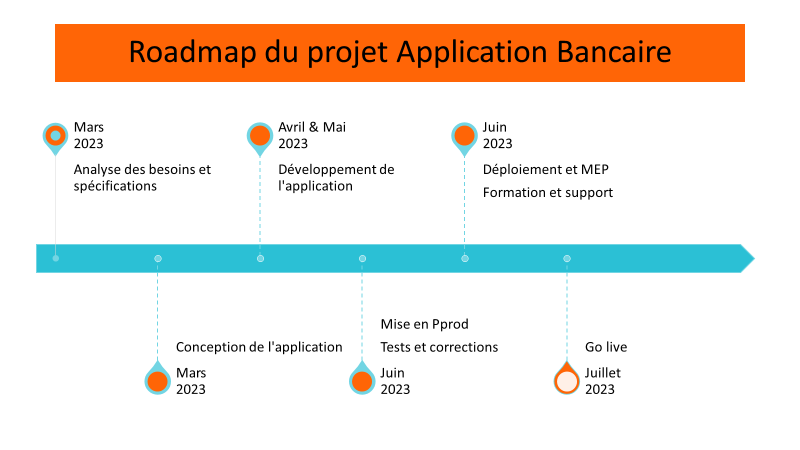 Roadmap du projet Application Bancaire
Mars
2023
Analyse des besoins et
spécifications
Avril & Mai
2023
Développement de
l'application
Juin
2023
Déploiement et MEP
Formation et support
Conception de l'application
Mars
2023
Mise en Pprod
Tests et corrections
Juin
2023
Go live
Juillet
2023